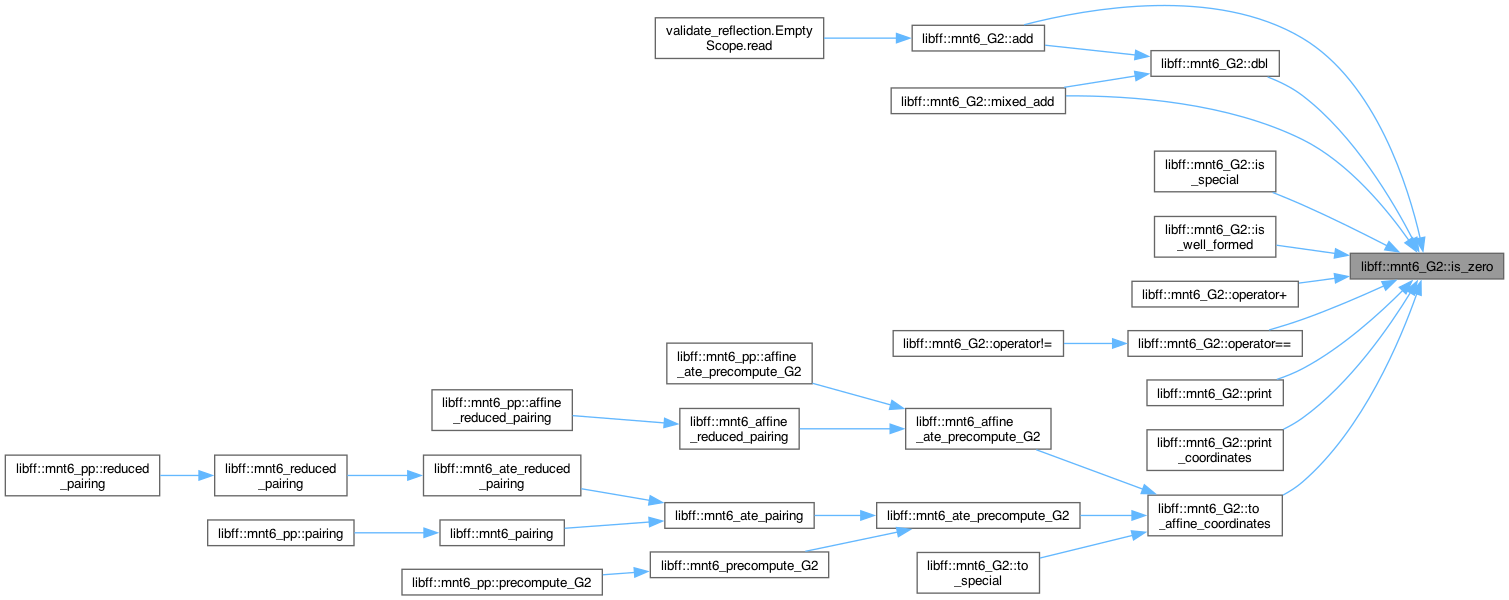 validate_reflection.Empty
Scope.read
libff::mnt6_G2::add
libff::mnt6_G2::dbl
libff::mnt6_G2::mixed_add
libff::mnt6_G2::is
_special
libff::mnt6_G2::is
_well_formed
libff::mnt6_G2::is_zero
libff::mnt6_G2::operator+
libff::mnt6_G2::operator!=
libff::mnt6_G2::operator==
libff::mnt6_pp::affine
_ate_precompute_G2
libff::mnt6_G2::print
libff::mnt6_pp::affine
_reduced_pairing
libff::mnt6_affine
_reduced_pairing
libff::mnt6_affine
_ate_precompute_G2
libff::mnt6_G2::print
_coordinates
libff::mnt6_pp::reduced
_pairing
libff::mnt6_reduced
_pairing
libff::mnt6_ate_reduced
_pairing
libff::mnt6_ate_pairing
libff::mnt6_ate_precompute_G2
libff::mnt6_G2::to
_affine_coordinates
libff::mnt6_pp::pairing
libff::mnt6_pairing
libff::mnt6_precompute_G2
libff::mnt6_G2::to
_special
libff::mnt6_pp::precompute_G2